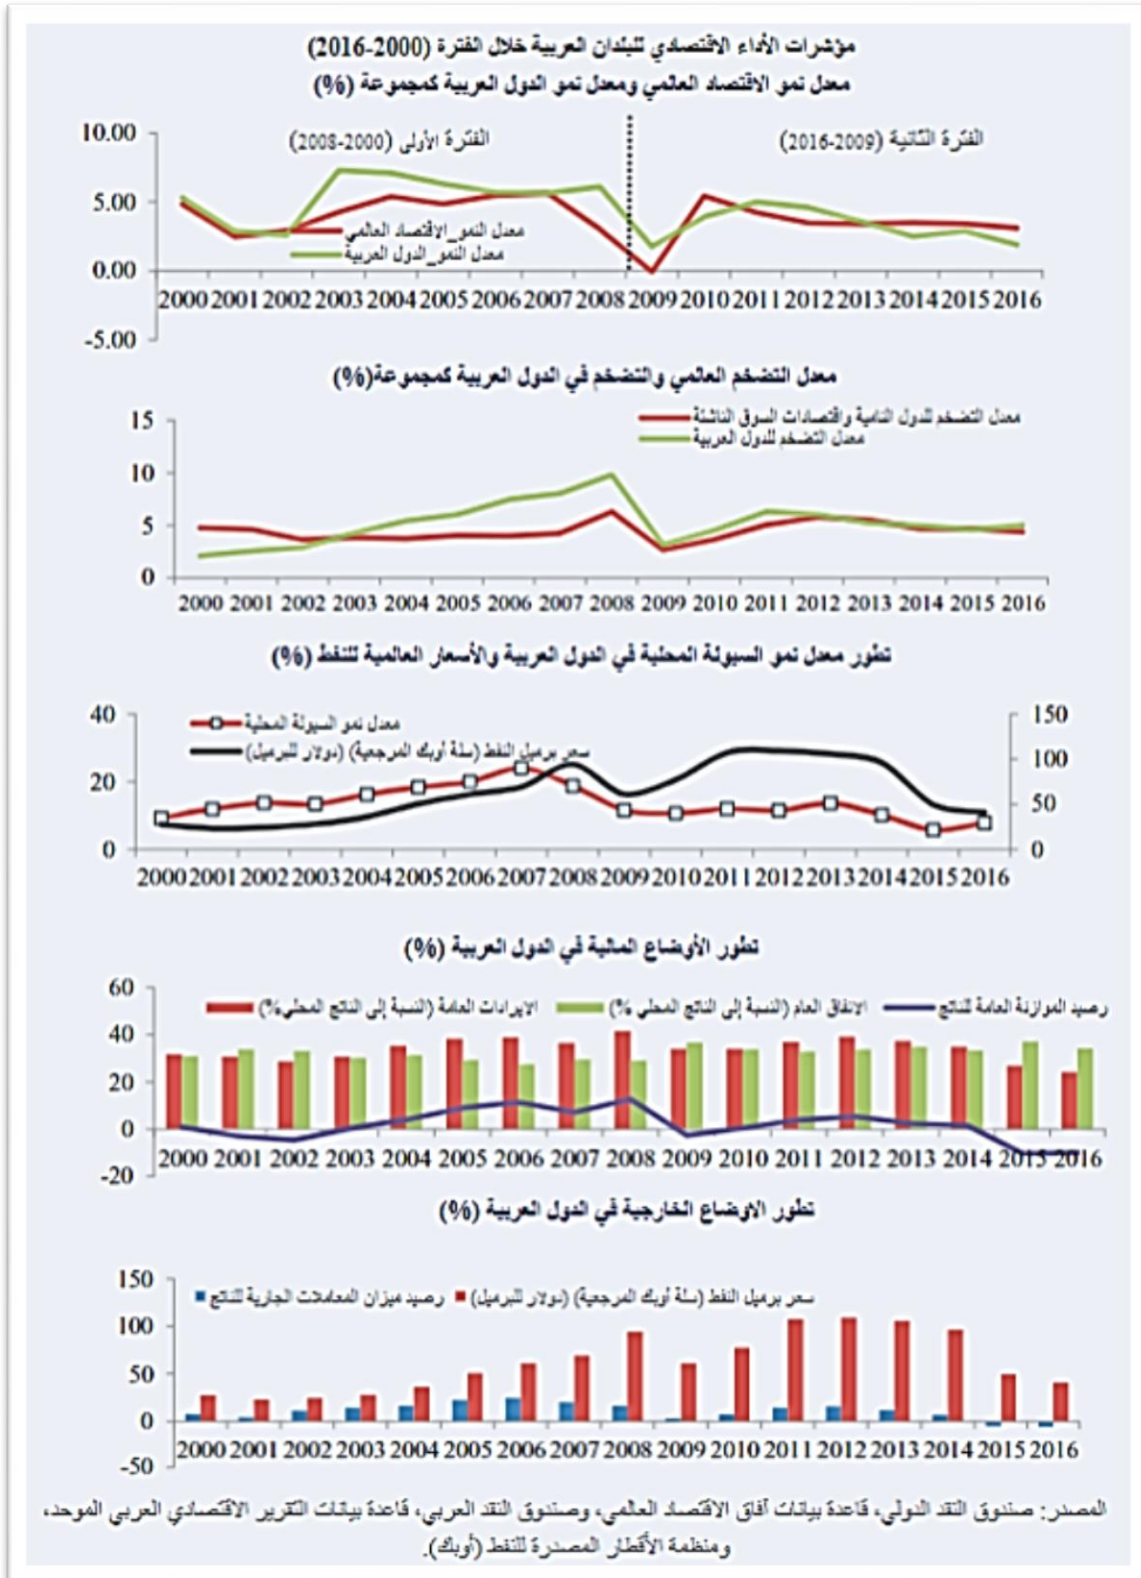 مؤشرات الأداء الاقتصادي للبلدان العربية خلال الفترة (2000-2016)
معدل نمو الاقتصاد العالمي ومعدل نمو الدول العربية كمجموعة (%)
الفترة الأولى (2000-2008)
الفترة الثانية (2009-2016)
10.00
5.00
0.00
-5.00
معدل النمو_الاقتصاد العالمي
معدل النمو_الدول العربية
2000 2001 2002 2003 2004 2005 2006 2007 2008 2009 2010 2011 2012 2013 2014 2015 2016
معدل التضخم العالمي والتضخم في الدول العربية كمجموعة(%)
معدل التضخم للدول النامية واقتصادات السوق الناشئة
معدل التضخم للدول العربية
15
10
5
0
2000 2001 2002 2003 2004 2005 2006 2007 2008 2009 2010 2011 2012 2013 2014 2015 2016
تطور معدل نمو السيولة المحلية في الدول العربية والأسعار العالمية للنفط (%)
معدل نمو السيولة المحلية
سعر برميل النفط (سلة أوبك المرجعية) (دولار للبرميل)
40
20
0
150
100
50
0
2000 2001 2002 2003 2004 2005 2006 2007 2008 2009 2010 2011 2012 2013 2014 2015 2016
تطور الأوضاع المالية في الدول العربية (%)
الايرادات العامة (النسبة إلى الناتج المحلي%)
الانفاق العام (النسبة إلى الناتج المحلي %)
رصيد الموازنة العامة للناتج
60
40
20
0
-20
2000 2001 2002 2003 2004 2005 2006 2007 2008 2009 2010 2011 2012 2013 2014 2015 2016
تطور الاوضاع الخارجية في الدول العربية (%)
رصيد ميزان المعاملات الجارية للناتج
سعر برميل النفط (سلة أوبك المرجعية) (دولار للبرميل)
150
100
50
0
-50
2000 2001 2002 2003 2004 2005 2006 2007 2008 2009 2010 2011 2012 2013 2014 2015 2016
المصدر: صندوق النقد الدولي، قاعدة بيانات آفاق الاقتصاد العالمي، وصندوق النقد العربي، قاعدة بيانات التقرير الاقتصادي العربي الموحد،
ومنظمة الأقطار المصدرة للنفط (أوبك).